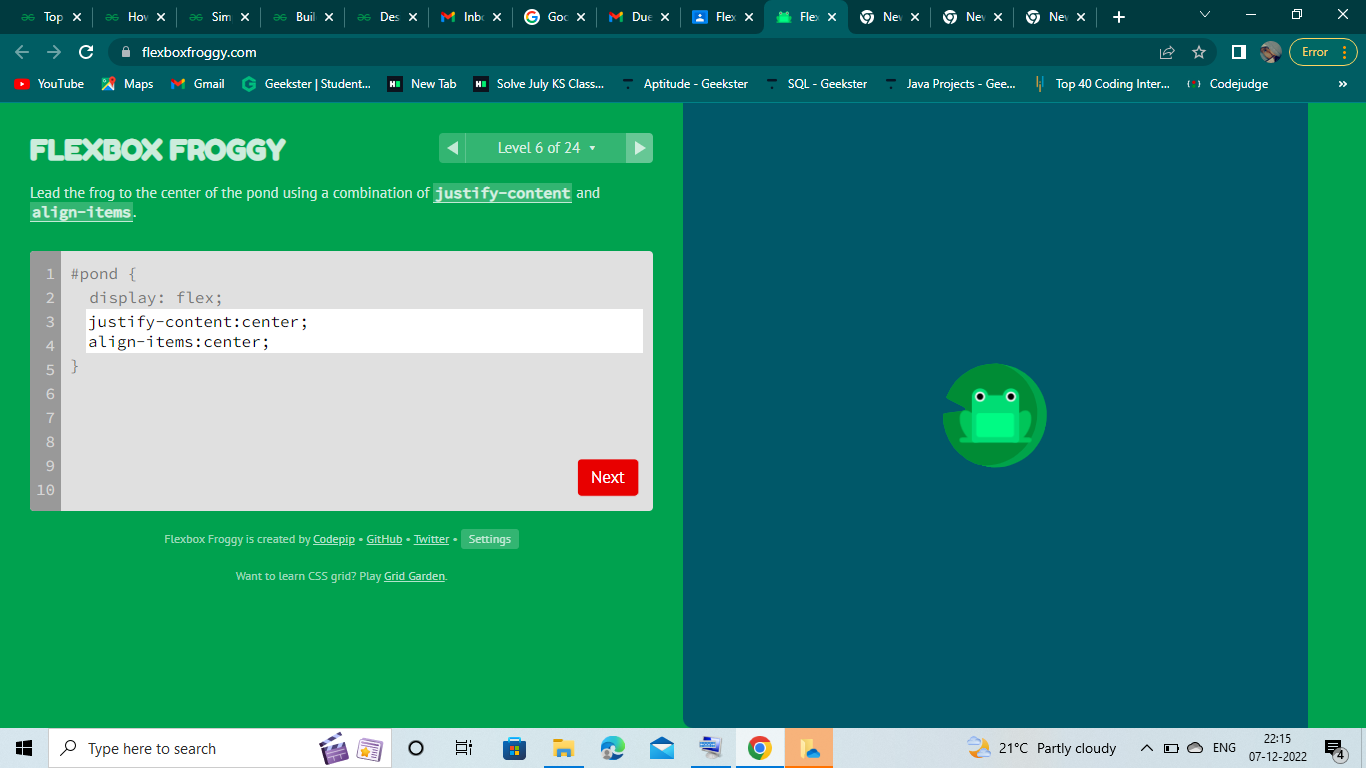 Top
How
Sim
Buil
Des
Inbo
Goo
Due
Flex
Flex
New
New
New
flexboxfroggy.com
Error
YouTube
Maps
Gmail
Geekster | Student...
New Tab
Solve July KS Class...
Aptitude - Geekster
SQL - Geekster
Java Projects - Gee...
Top 40 Coding Inter...
Codejudge
»
FLEXBOX FROGGY
Level 6 of 24
Lead the frog to the center of the pond using a combination of justify-content and
align-items.
1 #pond {
2 display: flex;
3 justify-content:center;
4 align-items:center;
5 }
6
7
8
9
10
Next
Flexbox Froggy is created by Codepip • GitHub • Twitter • Settings
Want to learn CSS grid? Play Grid Garden.
Type here to search
21°C Partly cloudy
ENG
22:15
07-12-2022
4